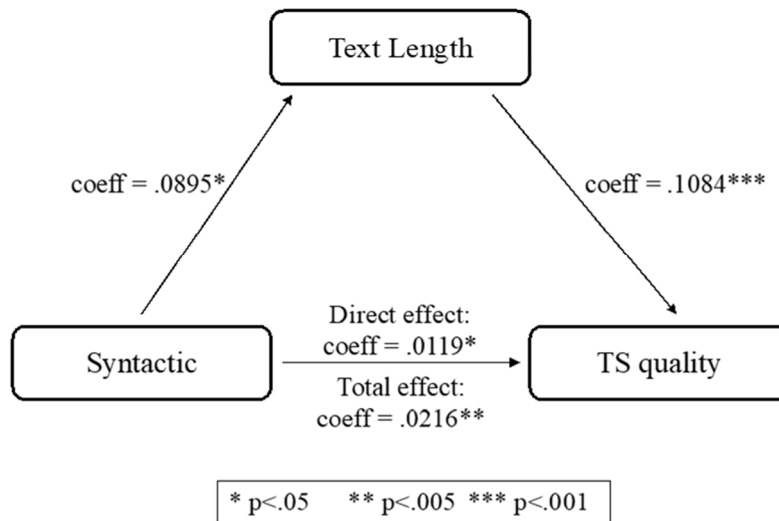 Text Length
coeff = .0895*
coeff = .1084***
Syntactic
Direct effect:
coeff = .0119*
Total effect:
coeff = .0216**
TS quality
* p<.05 ** p<.005 *** p<.001